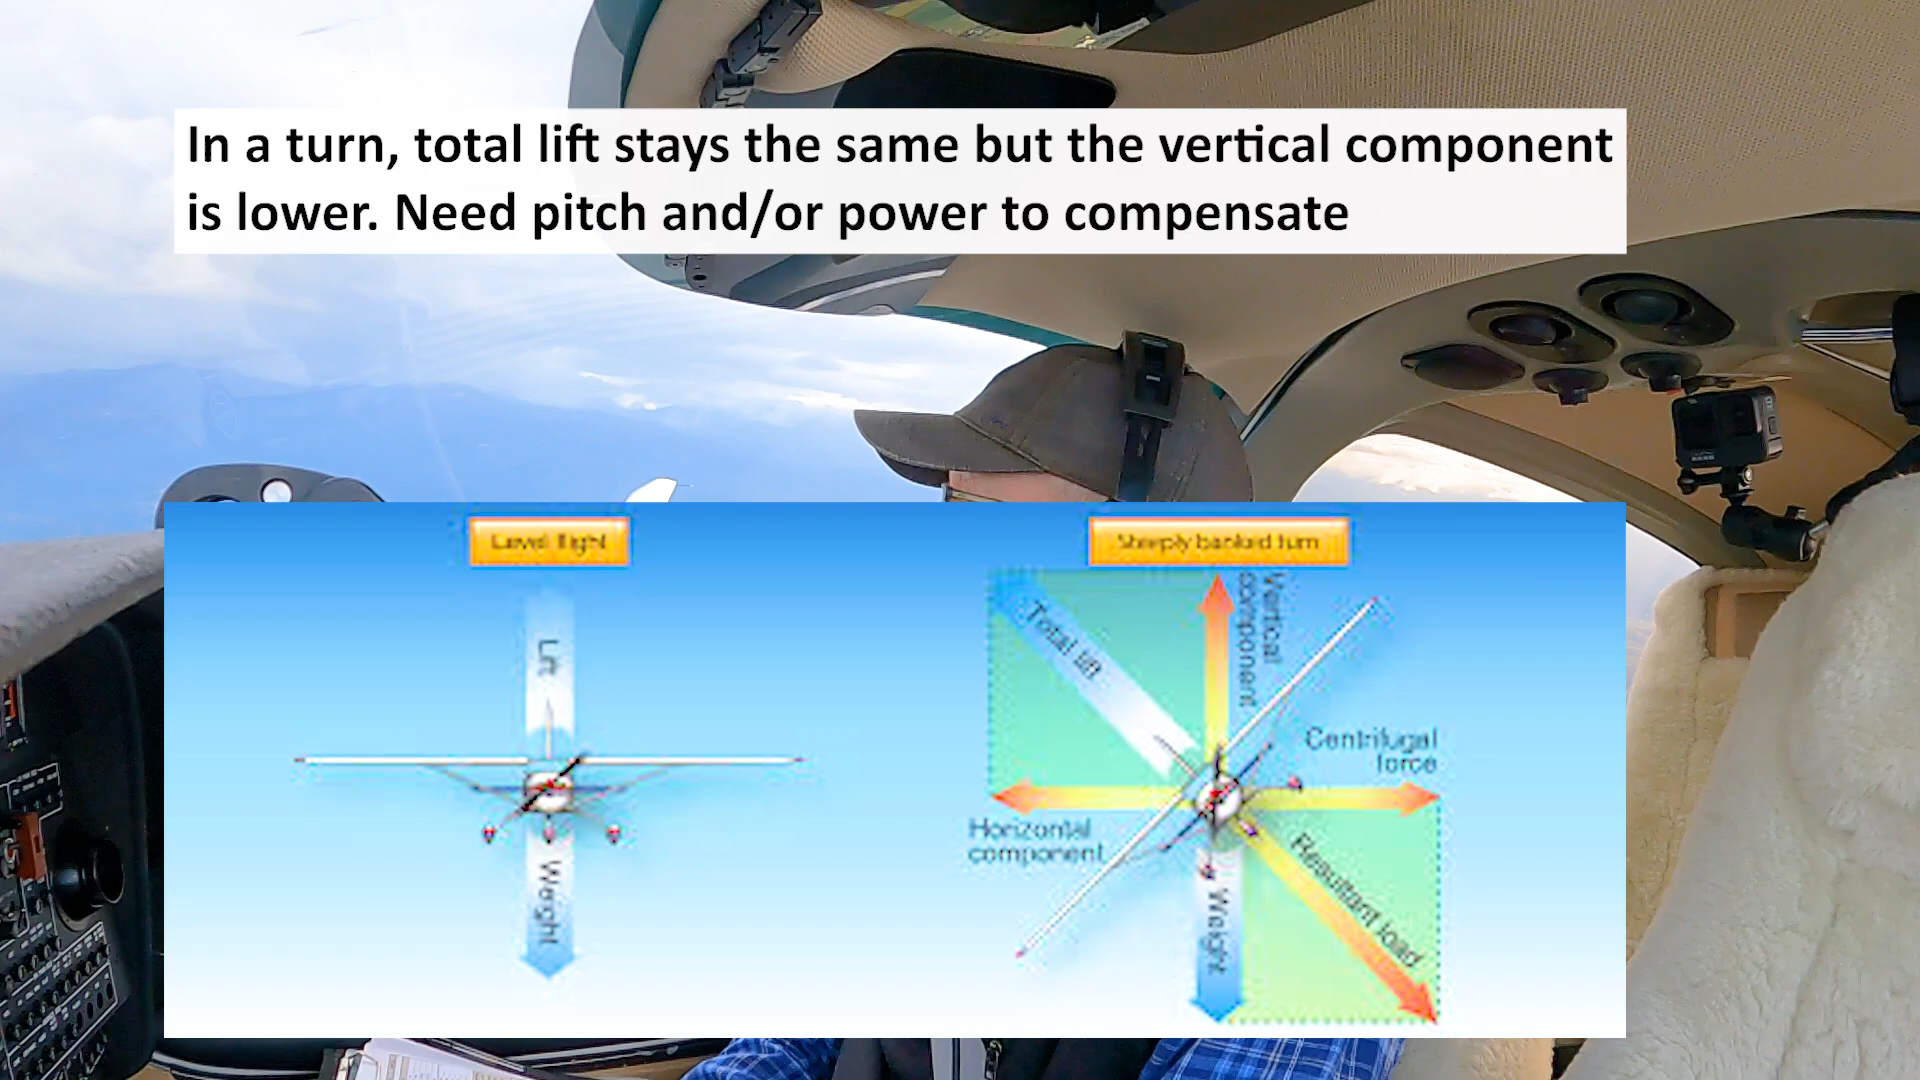 In a turn, total lift stays the same but the vertical component
is lower. Need pitch and/or power to compensate
Level flight
Steeply banked turn
Lift
Weight
Total lift
Vertical
component
Centrifugal
force
Horizontal
component
Resultant load
Weight